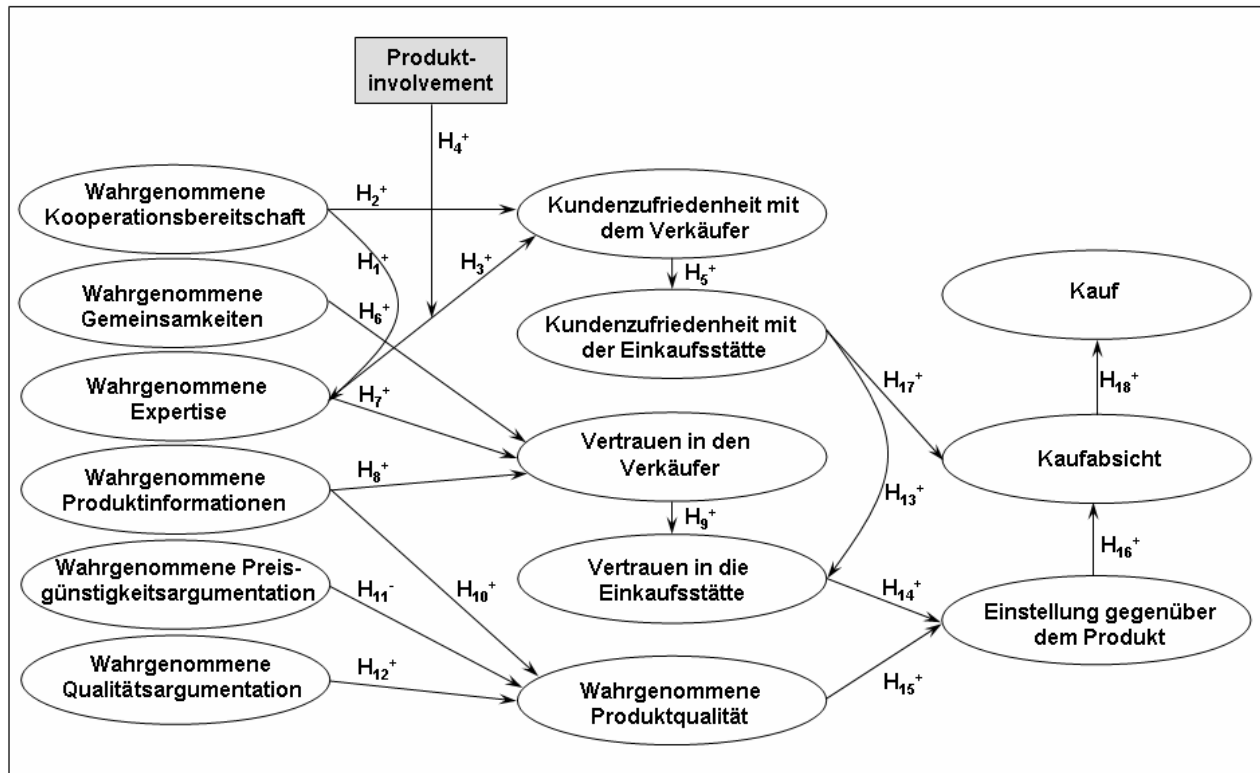 Produkt-
involvement
H₄⁺
Wahrgenommene
Kooperationsbereitschaft
H₂⁺
Kundenzufriedenheit mit
dem Verkäufer
H₁⁺
H₃⁺
H₅⁺
Wahrgenommene
Gemeinsamkeiten
H₆⁺
Kundenzufriedenheit mit
der Einkaufsstätte
Kauf
Wahrgenommene
Expertise
H₇⁺
H₁₇⁺
H₁₈⁺
Wahrgenommene
Produktinformationen
H₈⁺
Vertrauen in den
Verkäufer
Kaufabsicht
H₉⁺
H₁₃⁺
Wahrgenommene Preis-
günstigkeitsargumentation
H₁₁⁻
H₁₀⁺
Vertrauen in die
Einkaufsstätte
H₁₄⁺
H₁₆⁺
Einstellung gegenüber
dem Produkt
Wahrgenommene
Qualitätsargumentation
H₁₂⁺
Wahrgenommene
Produktqualität
H₁₅⁺